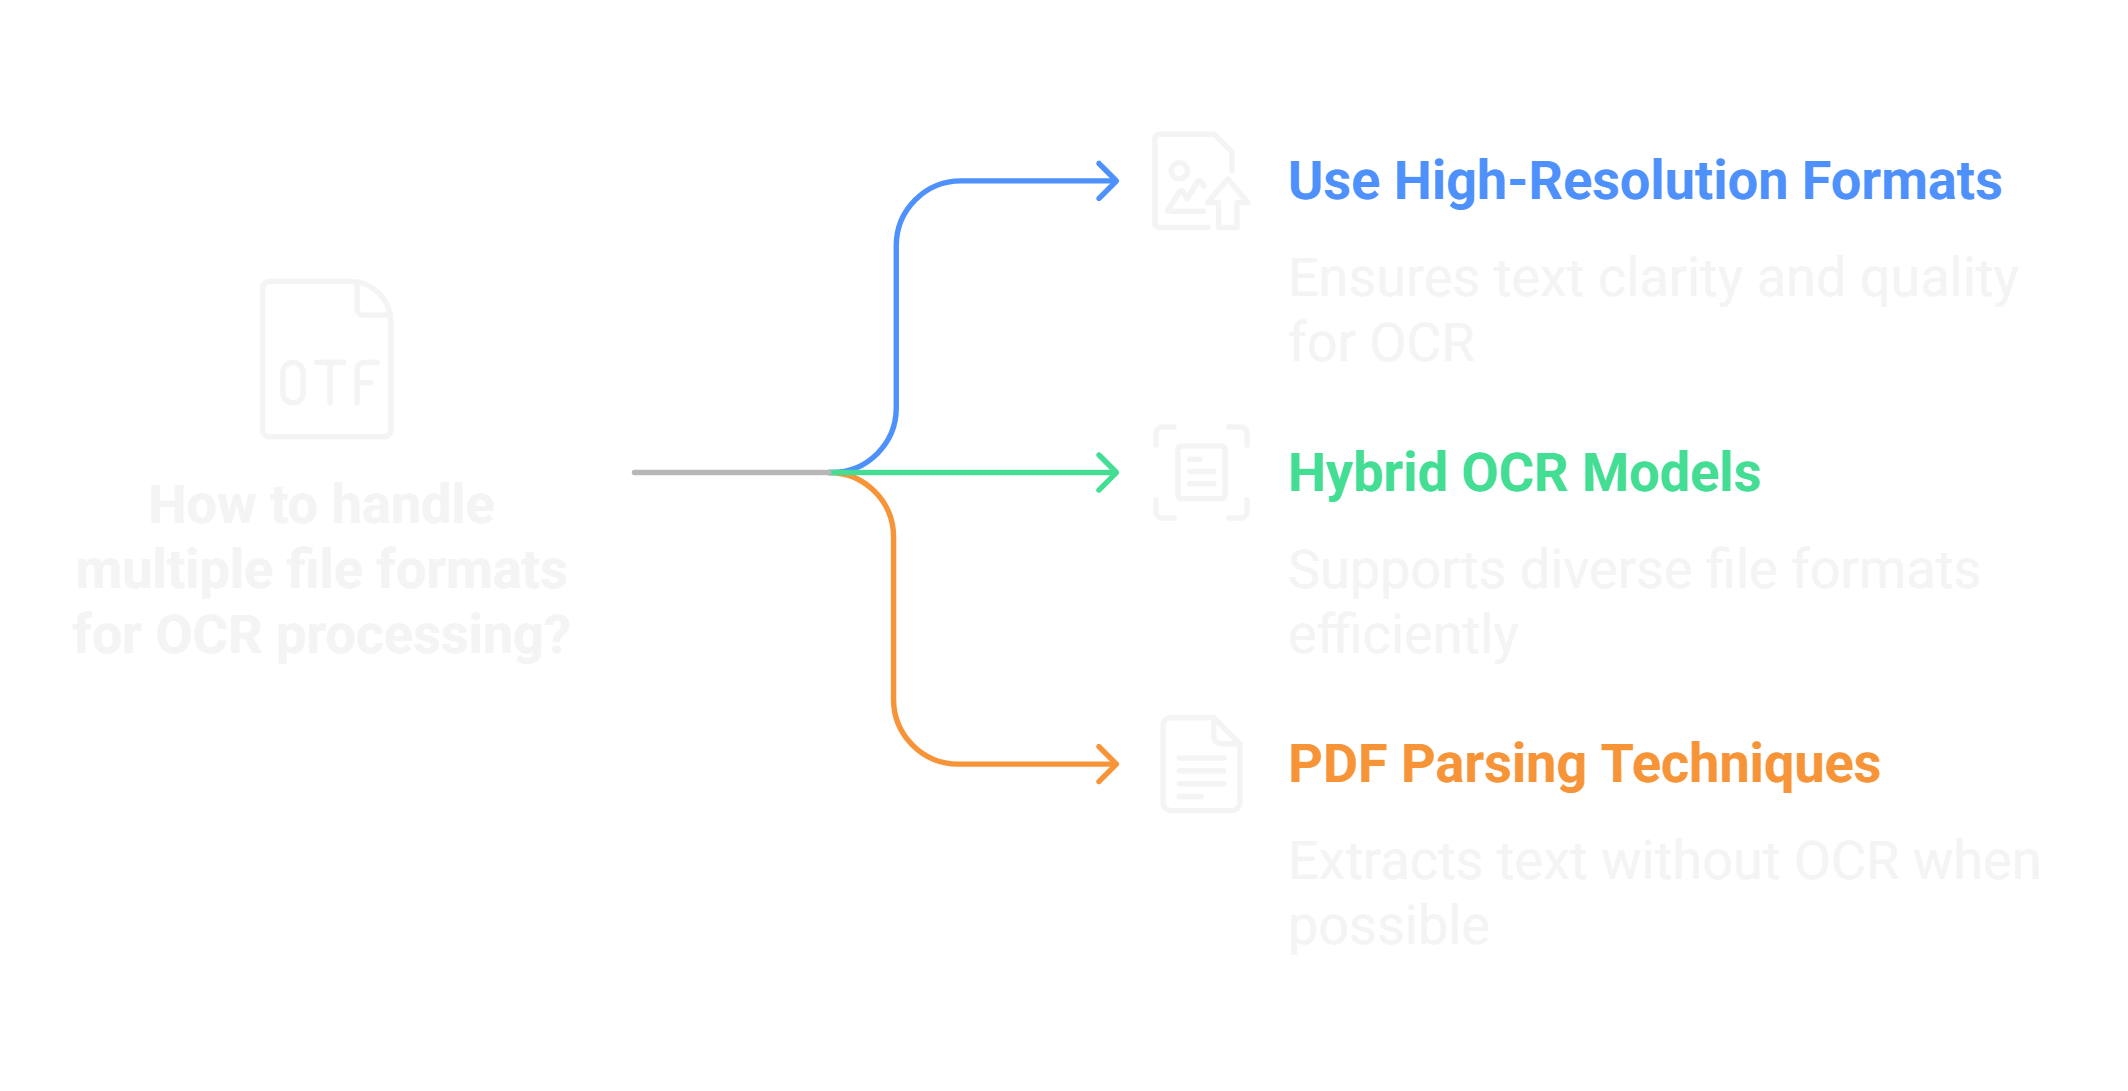 OTF
How to handle
multiple file formats
for OCR processing?
Use High-Resolution Formats
Ensures text clarity and quality
for OCR
Hybrid OCR Models
Supports diverse file formats
efficiently
PDF Parsing Techniques
Extracts text without OCR when
possible